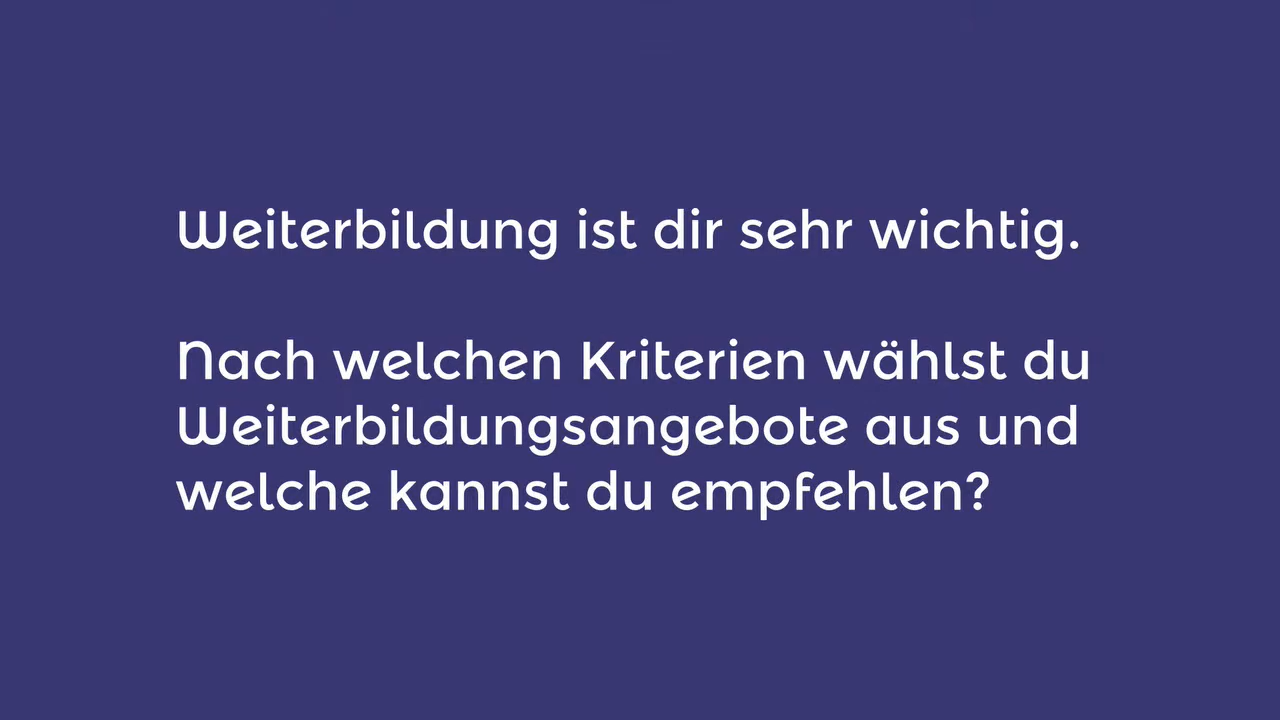 Weiterbildung ist dir sehr wichtig.
Nach welchen Kriterien wählst du
Weiterbildungsangebote aus und
welche kannst du empfehlen?